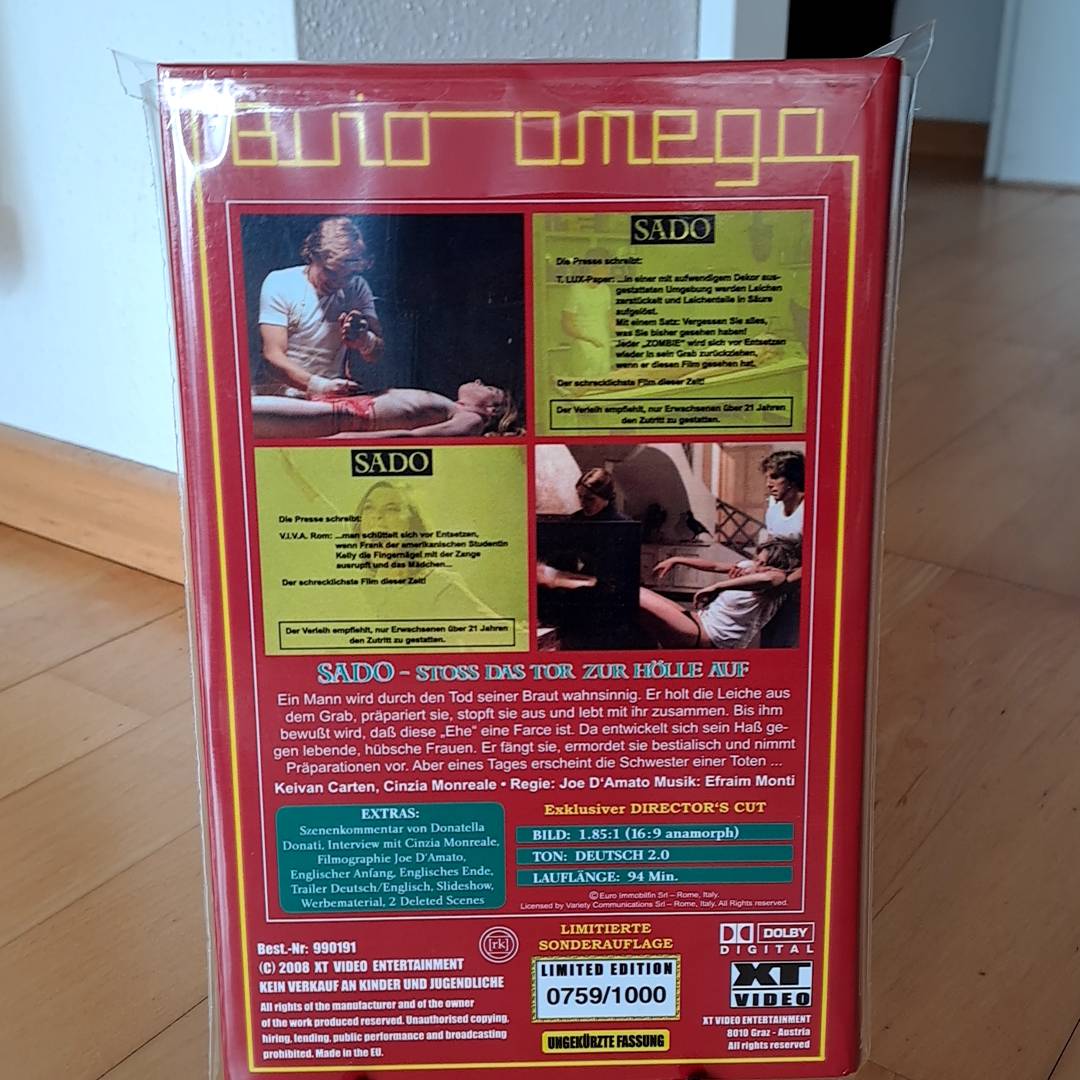 Buio omega
SADO
Die Presse schreibt:
T. LUX-Paper: ...in einer mit aufwendigem Dekor aus-
gestatteten Umgebung werden Leichen
zerstückelt und Leichenteile in Säure
aufgelöst.
Mit einem Satz: Vergessen Sie alles,
was Sie bisher gesehen haben!
Jeder „ZOMBIE" wird sich vor Entsetzen
wieder in sein Grab zurückziehen,
wenn er diesen Film gesehen hat.
Der schrecklichste Film dieser Zeit!
Der Verleih empfiehlt, nur Erwachsenen über 21 Jahren
den Zutritt zu gestatten.
SADO
Die Presse schreibt:
V.I.V.A. Rom: ...man schüttelt sich vor Entsetzen,
wenn Frank der amerikanischen Studentin
Kelly die Fingernägel mit der Zange
ausrupft und das Mädchen...
Der schrecklichste Film dieser Zeit!
Der Verleih empfiehlt, nur Erwachsenen über 21 Jahren
den Zutritt zu gestatten.
SADO - STOSS DAS TOR ZUR HÖLLE AUF
Ein Mann wird durch den Tod seiner Braut wahnsinnig. Er holt die Leiche aus
dem Grab, präpariert sie, stopft sie aus und lebt mit ihr zusammen. Bis ihm
bewußt wird, daß diese „Ehe" eine Farce ist. Da entwickelt sich sein Haß ge-
gen lebende, hübsche Frauen. Er fängt sie, ermordet sie bestialisch und nimmt
Präparationen vor. Aber eines Tages erscheint die Schwester einer Toten ...
Keivan Carten, Cinzia Monreale • Regie: Joe D'Amato Musik: Efraim Monti
EXTRAS:
Szenenkommentar von Donatella
Donati, Interview mit Cinzia Monreale,
Filmographie Joe D'Amato,
Englischer Anfang, Englisches Ende,
Trailer Deutsch/Englisch, Slideshow,
Werbematerial, 2 Deleted Scenes
Exklusiver DIRECTOR'S CUT
BILD: 1.85:1 (16:9 anamorph)
TON: DEUTSCH 2.0
LAUFLÄNGE: 94 Min.
©Euro Immobilfin Srl – Rome, Italy.
Licensed by Variety Communications Srl – Rome, Italy. All Rights reserved.
Best.-Nr: 990191
(C) 2008 XT VIDEO ENTERTAINMENT
KEIN VERKAUF AN KINDER UND JUGENDLICHE
All rights of the manufacturer and of the owner
of the work produced reserved. Unauthorised copying,
hiring, lending, public performance and broadcasting
prohibited. Made in the EU.
[rk]
LIMITIERTE
SONDERAUFLAGE
LIMITED EDITION
0759/1000
UNGEKÜRZTE FASSUNG
DOLBY
DIGITAL
XT
VIDEO
XT VIDEO ENTERTAINMENT
8010 Graz - Austria
All rights reserved